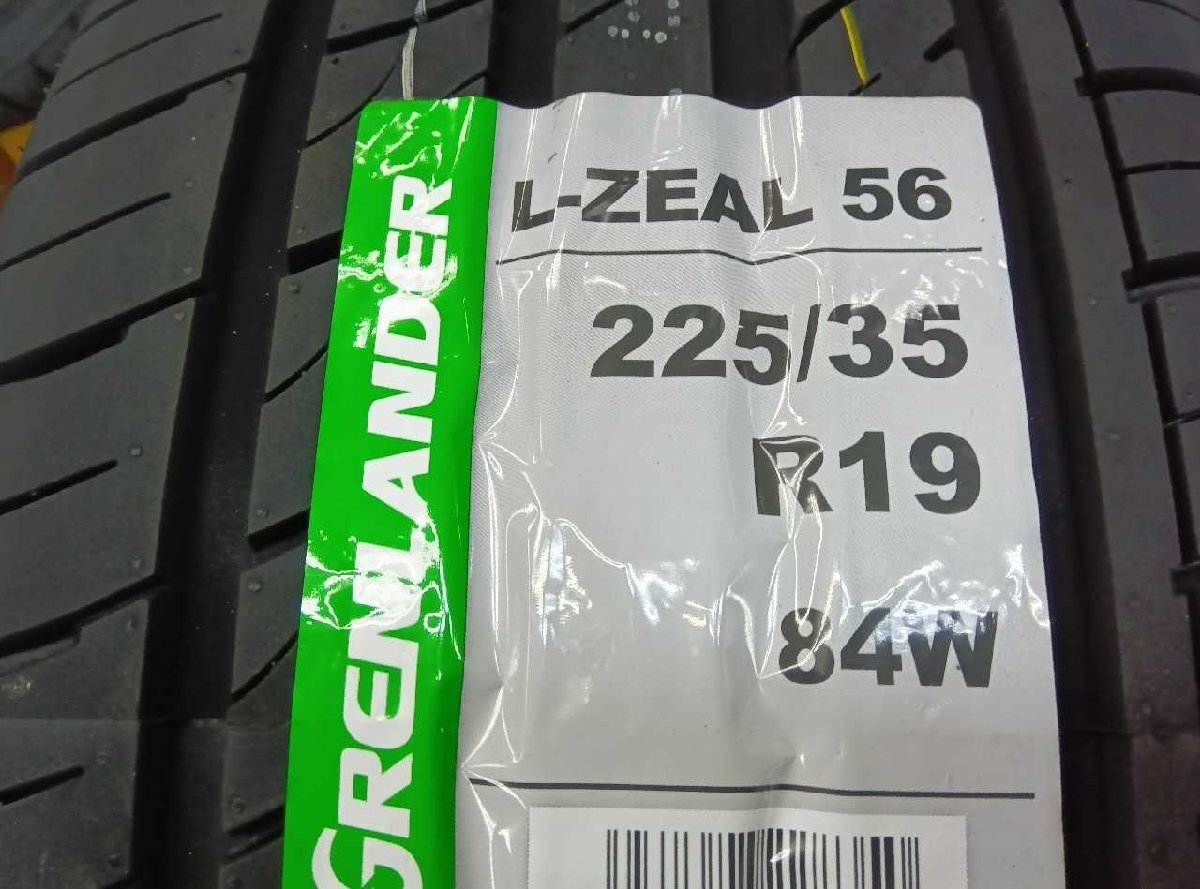 GRENLANDER
L-ZEAL 56
225/35
R19
84W